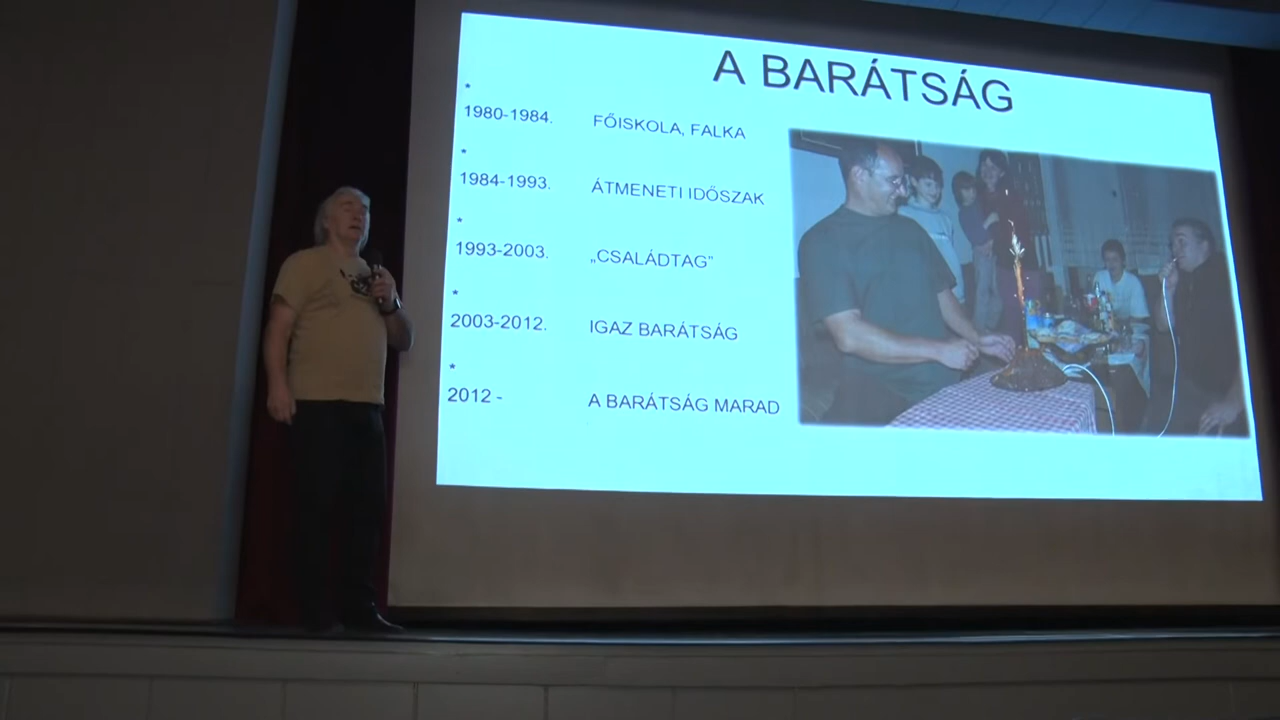 A BARÁTSÁG
*
1980-1984. FŐISKOLA, FALKA
*
1984-1993. ÁTMENETI IDŐSZAK
*
1993-2003. „CSALÁDTAG”
*
2003-2012. IGAZ BARÁTSÁG
*
2012 - A BARÁTSÁG MARAD